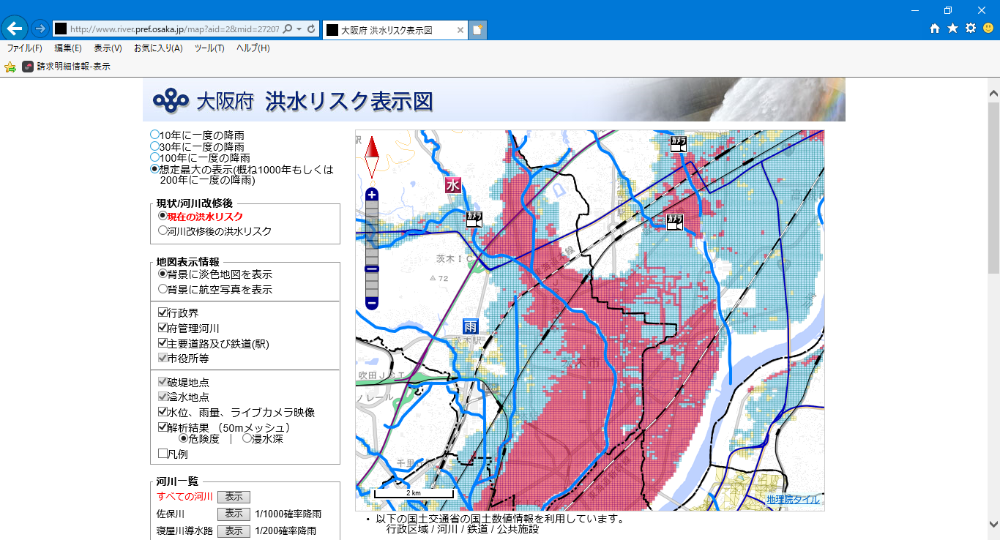 http://www.river.pref.osaka.jp/map?aid=2&mid=27207
大阪府 洪水リスク表示図
ファイル(F) 編集(E) 表示(V) お気に入り(A) ツール(T) ヘルプ(H)
請求明細情報-表示
大阪府 洪水リスク表示図
10年に一度の降雨
30年に一度の降雨
100年に一度の降雨
想定最大の表示(概ね1000年もしくは
200年に一度の降雨)
現状/河川改修後
現在の洪水リスク
河川改修後の洪水リスク
地図表示情報
背景に淡色地図を表示
背景に航空写真を表示
行政界
府管理河川
主要道路及び鉄道(駅)
市役所等
破堤地点
溢水地点
水位、雨量、ライブカメラ映像
解析結果 （50mメッシュ）
危険度 | 浸水深
凡例
河川一覧
すべての河川 表示
佐保川 表示 1/1000確率降雨
寝屋川導水路 表示 1/200確率降雨
駅
カメラ
水
カメラ
カメラ
茨木IC
72
雨
茨木駅
木市
吹田JCT
ノレール
千里
東海道新幹線
2 km
地理院タイル
• 以下の国土交通省の国土数値情報を利用しています。
行政区域 / 河川 / 鉄道 / 公共施設